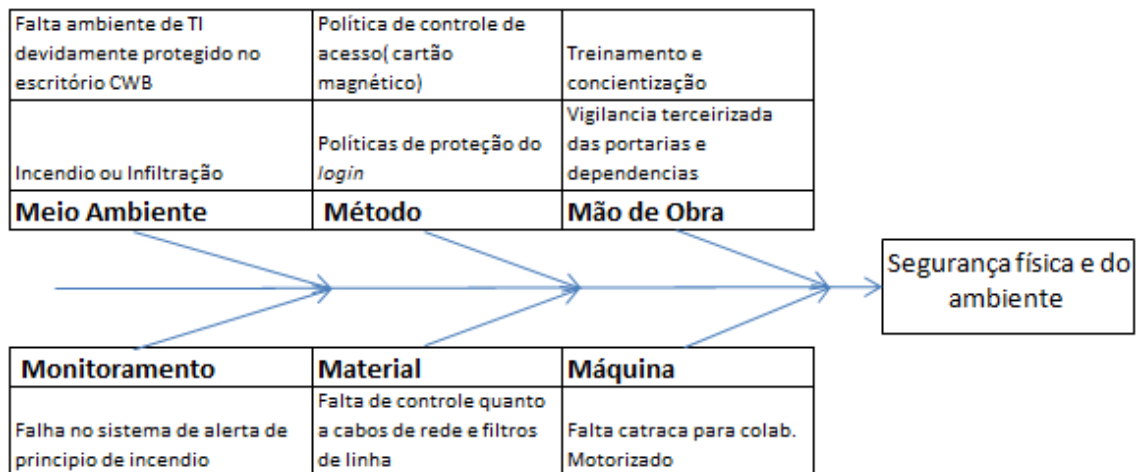 Falta ambiente de TI
devidamente protegido no
escritório CWB
Política de controle de
acesso( cartão
magnético)
Treinamento e
concientização
Incendio ou Infiltração
Políticas de proteção do
login
Vigilancia terceirizada
das portarias e
dependencias
Meio Ambiente
Método
Mão de Obra
Segurança física e do
ambiente
Monitoramento
Material
Máquina
Falha no sistema de alerta de
principio de incendio
Falta de controle quanto
a cabos de rede e filtros
de linha
Falta catraca para colab.
Motorizado